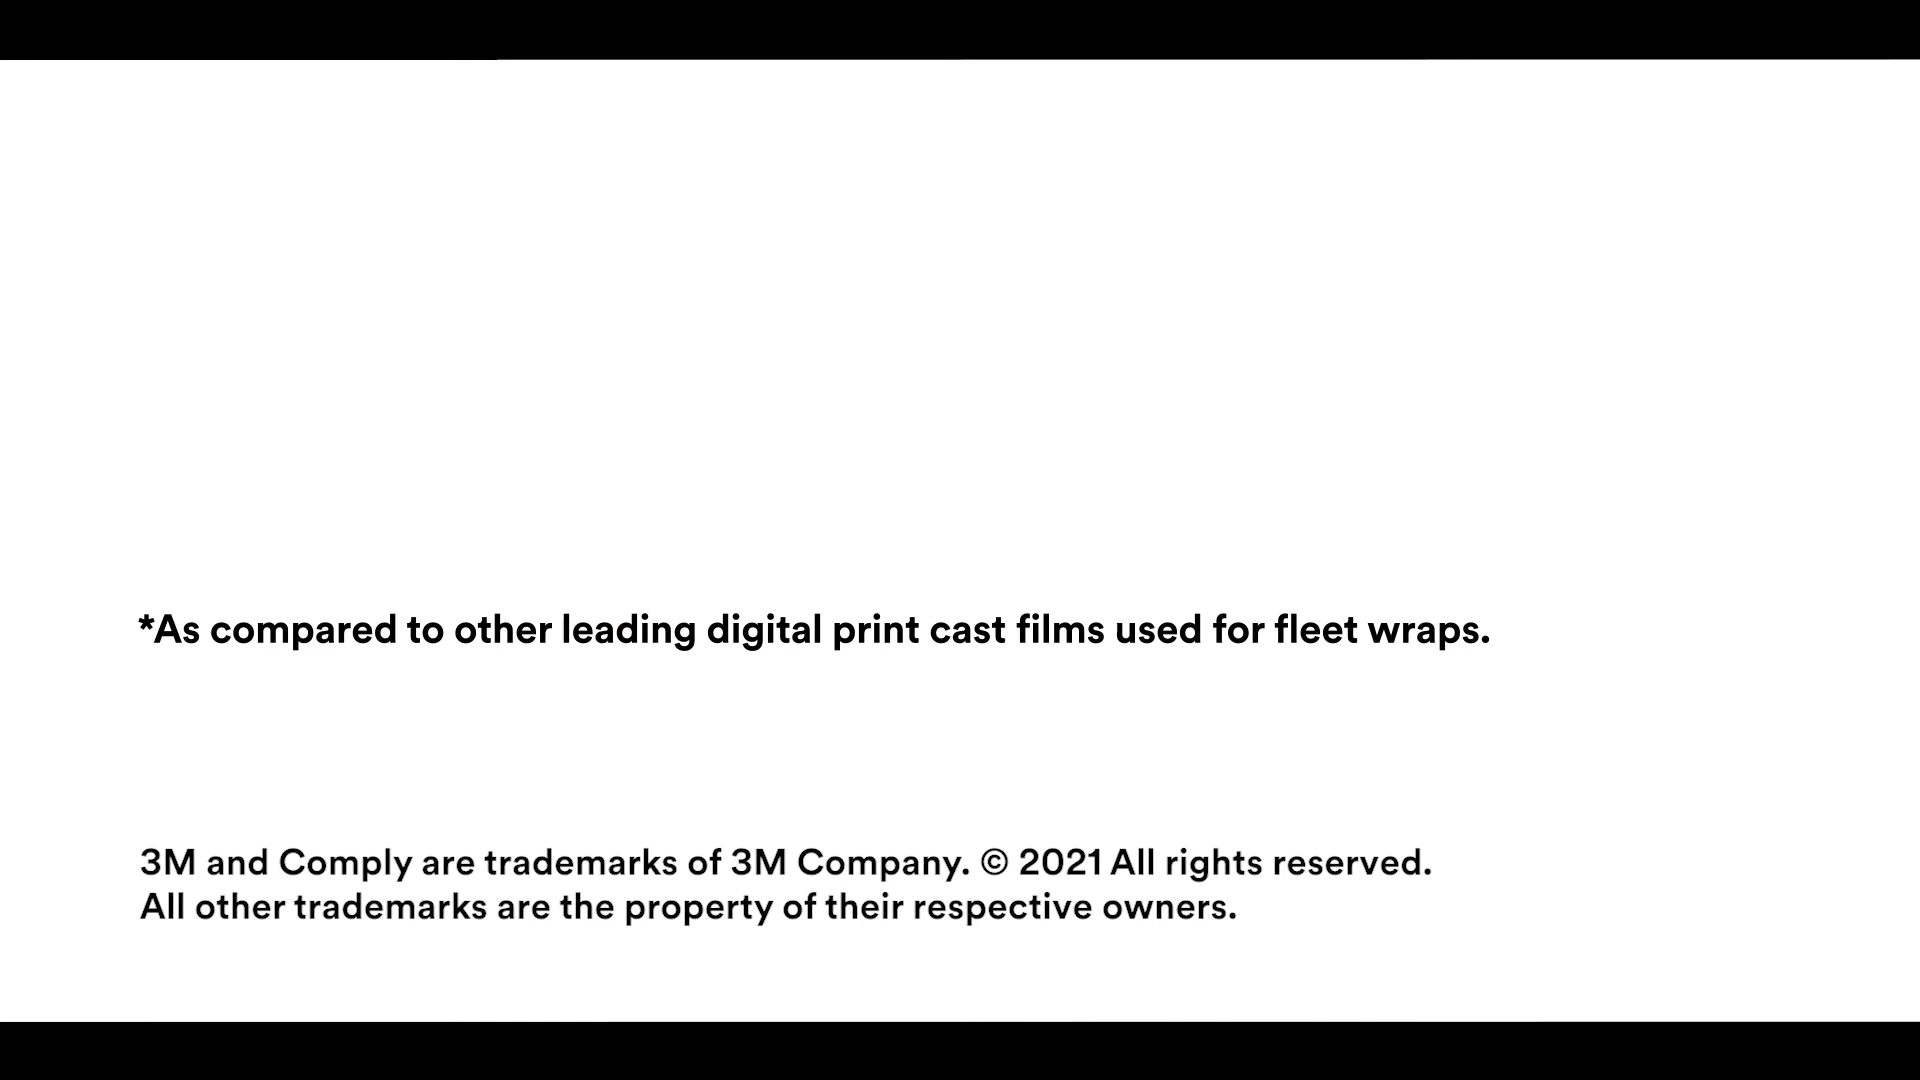 *As compared to other leading digital print cast films used for fleet wraps.
3M and Comply are trademarks of 3M Company. © 2021 All rights reserved.
All other trademarks are the property of their respective owners.